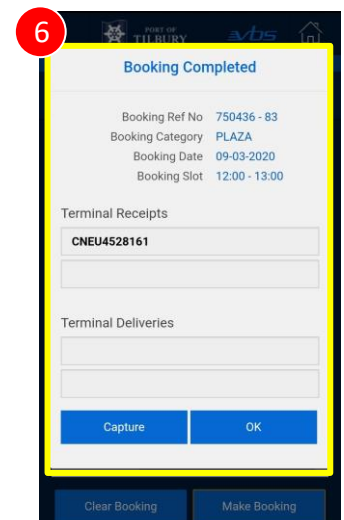 6
PORT OF
TILBURY
vbs
Booking Completed
Booking Ref No 750436 - 83
Booking Category PLAZA
Booking Date 09-03-2020
Booking Slot 12:00 - 13:00
Terminal Receipts
CNEU4528161
Terminal Deliveries
Capture OK
Clear Booking Make Booking